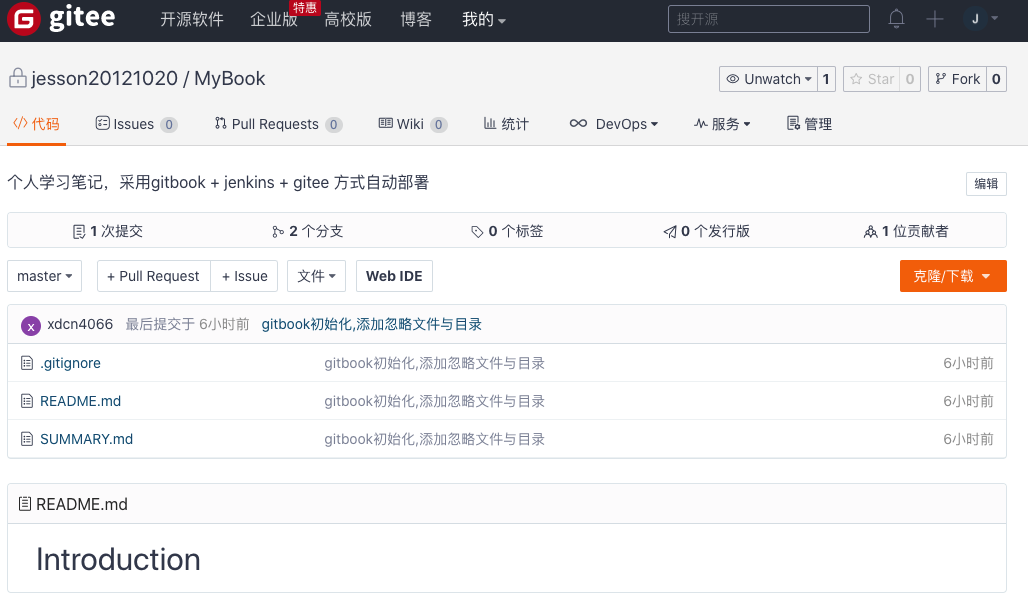 gitee 开源软件 企业版 特惠 高校版 博客 我的 搜开源 J
jesson20121020 / MyBook Unwatch 1 Star 0 Fork 0
代码 Issues 0 Pull Requests 0 Wiki 0 统计 DevOps 服务 管理
个人学习笔记，采用gitbook + jenkins + gitee 方式自动部署 编辑
1 次提交 2 个分支 0 个标签 0 个发行版 1 位贡献者
master + Pull Request + Issue 文件 Web IDE 克隆/下载
x xdcn4066 最后提交于 6小时前 gitbook初始化,添加忽略文件与目录
.gitignore gitbook初始化,添加忽略文件与目录 6小时前
README.md gitbook初始化,添加忽略文件与目录 6小时前
SUMMARY.md gitbook初始化,添加忽略文件与目录 6小时前
README.md
Introduction